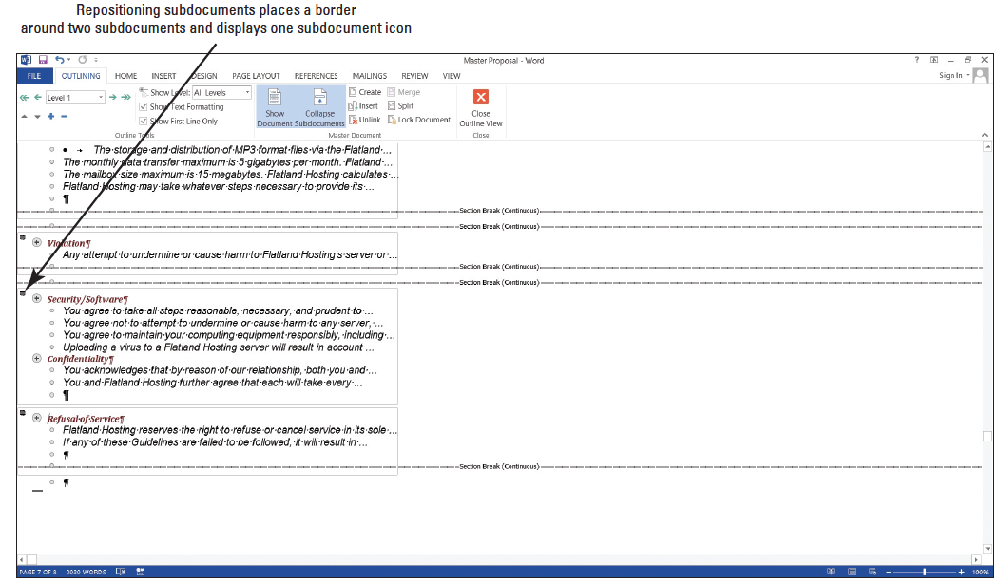 Repositioning subdocuments places a border
around two subdocuments and displays one subdocument icon
Master Proposal - Word
?
Sign In
FILE OUTLINING HOME INSERT DESIGN PAGE LAYOUT REFERENCES MAILINGS REVIEW VIEW
Level 1
Show Level: All Levels
Show Text Formatting
Show First Line Only
Outline Tools
Show
Document
Collapse
Subdocuments
Create
Insert
Unlink
Merge
Split
Lock Document
Master Document
Close
Outline View
Close
The·storage·and·distribution·of·MP3·format·files·via·the·Flatland·...
The·monthly·data·transfer·maximum·is·5·gigabytes·per·month.·Flatland·...
The·mailbox·size·maximum·is·15·megabytes.·Flatland·Hosting·calculates·...
Flatland·Hosting·may·take·whatever·steps·necessary·to·provide·its·...
¶
Section Break (Continuous)
Section Break (Continuous)
Violation¶
Any·attempt·to·undermine·or·cause·harm·to·Flatland·Hosting's·server·or·...
Section Break (Continuous)
Section Break (Continuous)
Security/Software¶
You·agree·to·take·all·steps·reasonable,·necessary,·and·prudent·to·...
You·agree·not·to·attempt·to·undermine·or·cause·harm·to·any·server,·...
You·agree·to·maintain·your·computing·equipment·responsibly,·including·...
Uploading·a·virus·to·a·Flatland·Hosting·server·will·result·in·account·...
Confidentiality¶
You·acknowledges·that·by·reason·of·our·relationship,·both·you·and·...
You·and·Flatland·Hosting·further·agree·that·each·will·take·every·...
¶
Refusal·of·Service¶
Flatland·Hosting·reserves·the·right·to·refuse·or·cancel·service·in·its·sole·...
If·any·of·these·Guidelines·are·failed·to·be·followed,·it·will·result·in·...
¶
Section Break (Continuous)
¶
PAGE 7 OF 8 2030 WORDS
100%